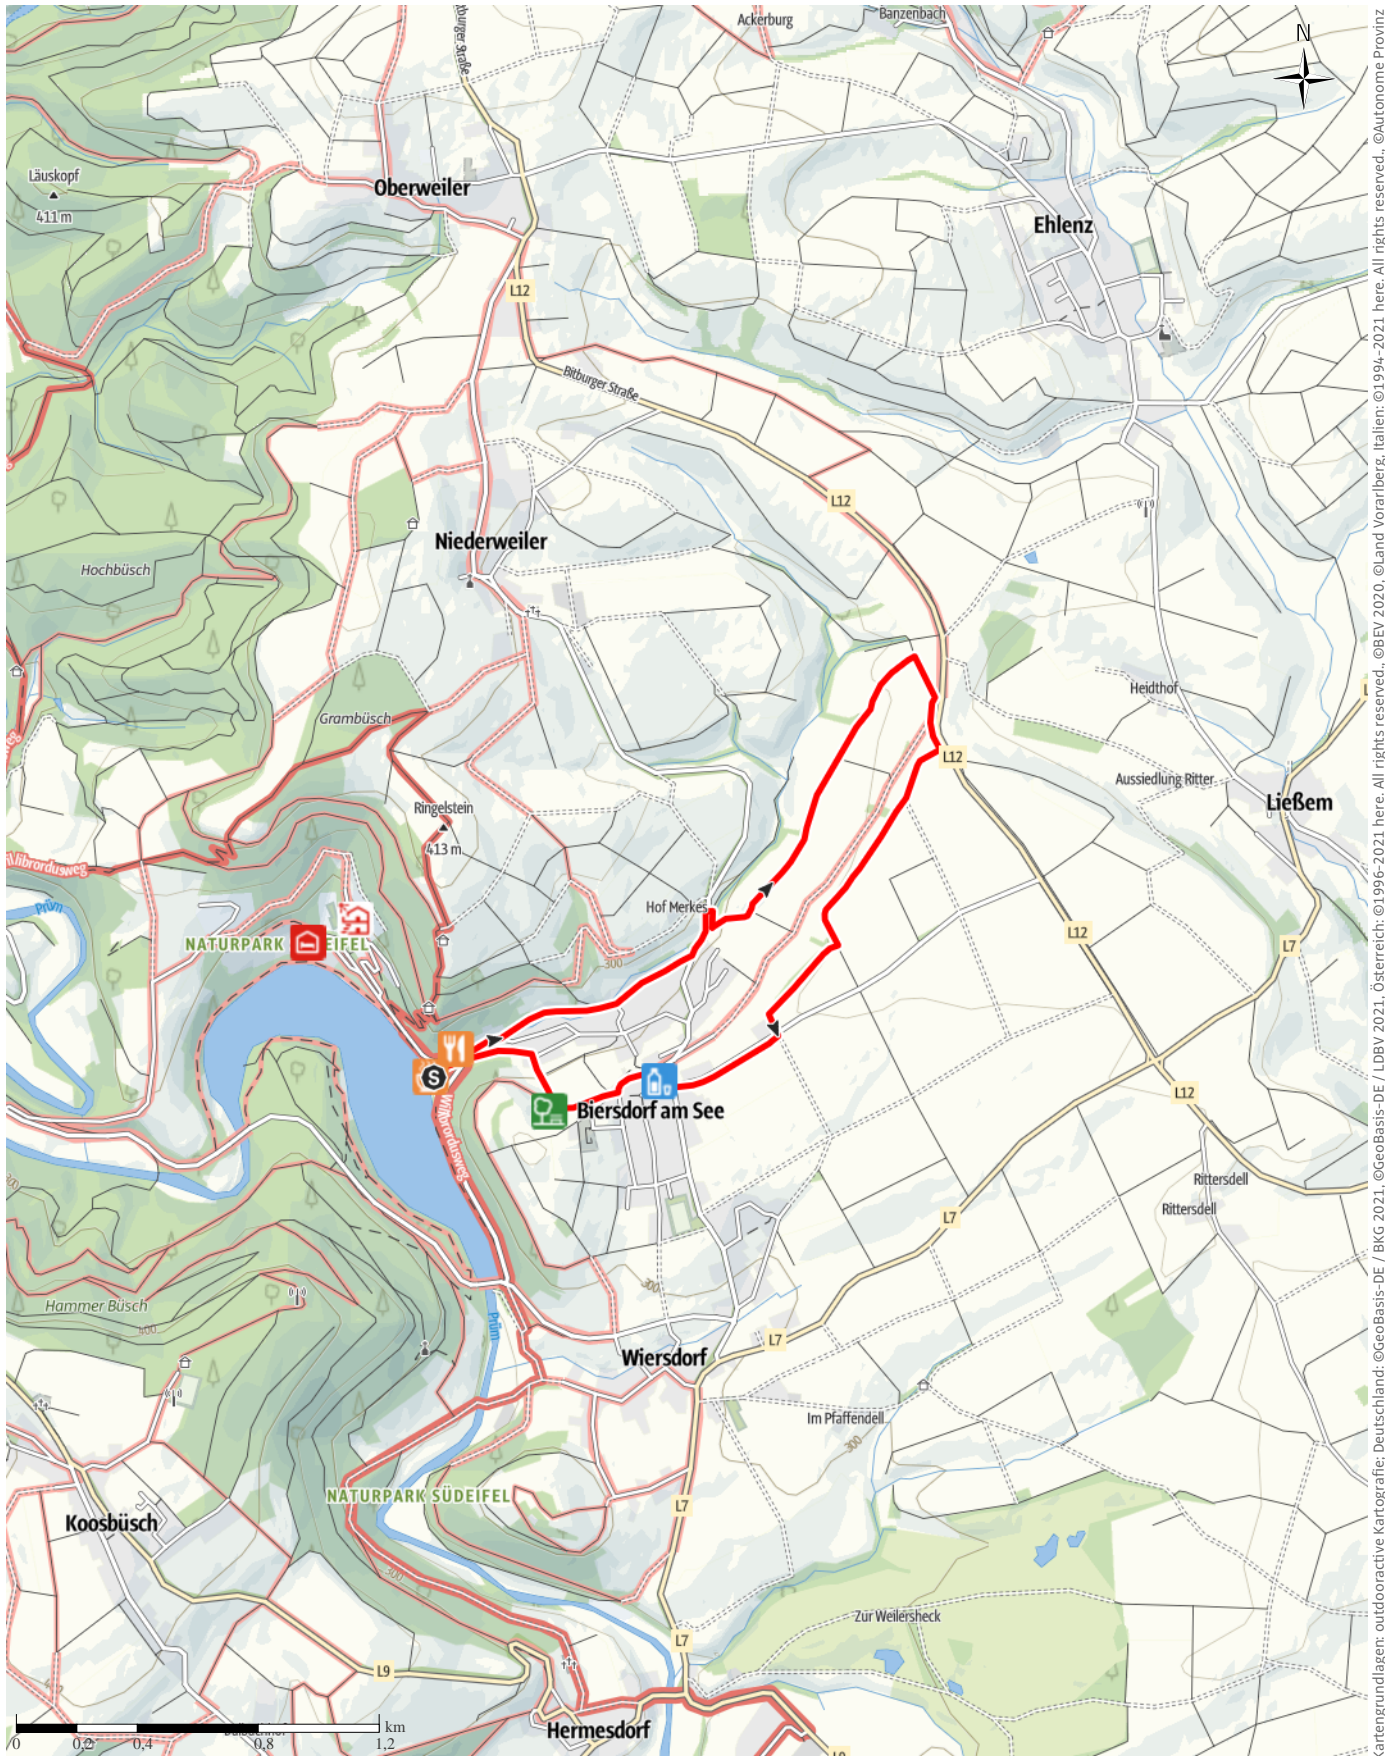 Ackerburg
Banzenbach
Bitburger Straße
N
Läuskopf
411 m
Oberweiler
Ehlenz
L12
Bitburger Straße
L12
Niederweiler
Hochbüsch
Grambüsch
Heidthof
L12
Aussiedlung Ritter
Ließem
Ringelstein
413 m
Prüm
Hof Merkes
NATURPARK
EIFEL
300
L12
L7
S
Biersdorf am See
L12
Willibrordusweg
Rittersdell
Rittersdell
L7
300
Hammer Büsch
400
Prüm
L7
Wiersdorf
Im Pfaffendell
300
NATURPARK SÜDEIFEL
L7
Koosbüsch
300
Zur Weilersheck
L7
L9
Hermesdorf
km
0
0,2
0,4
0,8
1,2
artengrundlagen: outdooractive Kartografie; Deutschland: ©GeoBasis-DE / BKG 2021, ©GeoBasis-DE / LDBV 2021, Österreich: ©1996-2021 here. All rights reserved., ©BEV 2020, ©Land Vorarlberg, Italien: ©1994-2021 here. All rights reserved., ©Autonome Provinz